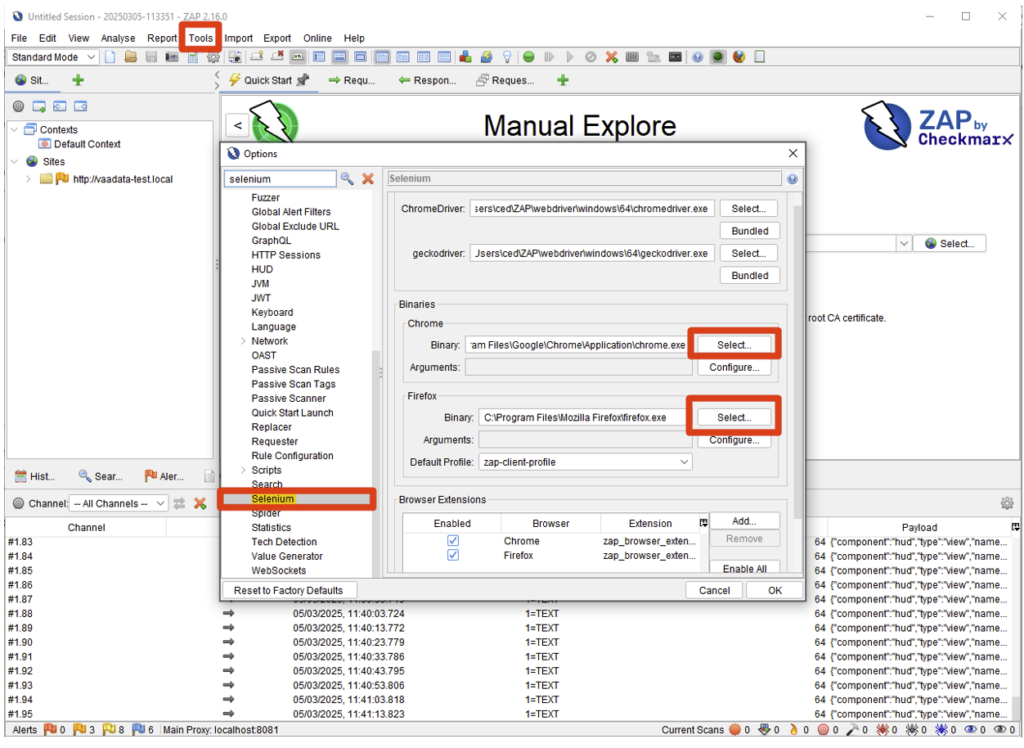 Untitled Session - 20250305-113351 - ZAP 2.16.0
File Edit View Analyse Report Tools Import Export Online Help
Standard Mode
Sit...
Quick Start
Requ...
Respon...
Reques...
Contexts
Default Context
Sites
http://vaadata-test.local
<
Manual Explore
ZAP by
Checkmarx
Select...
root CA certificate.
Options
selenium
Fuzzer
Global Alert Filters
Global Exclude URL
GraphQL
HTTP Sessions
HUD
JVM
JWT
Keyboard
Language
Network
OAST
Passive Scan Rules
Passive Scan Tags
Passive Scanner
Quick Start Launch
Replacer
Requester
Rule Configuration
Scripts
Search
Selenium
Spider
Statistics
Tech Detection
Value Generator
WebSockets
Selenium
ChromeDriver: sers\ced\ZAP\webdriver\windows\64\chromedriver.exe Select...
Bundled
geckodriver: Jsers\ced\ZAP\webdriver\windows\64\geckodriver.exe Select...
Bundled
Binaries
Chrome
Binary: ram Files\Google\Chrome\Application\chrome.exe Select...
Arguments: Configure...
Firefox
Binary: C:\Program Files\Mozilla Firefox\firefox.exe Select...
Arguments: Configure...
Default Profile: zap-client-profile
Browser Extensions
Enabled Browser Extension
Chrome zap_browser_exten...
Firefox zap_browser_exten...
Add...
Remove
Enable All
Reset to Factory Defaults Cancel OK
Hist... Sear... Aler...
Channel: -- All Channels --
Channel Payload
#1.83 64 {"component":"hud","type":"view","name...
#1.84 64 {"component":"hud","type":"view","name...
#1.85 64 {"component":"hud","type":"view","name...
#1.86 64 {"component":"hud","type":"view","name...
#1.87 1=TEXT 64 {"component":"hud","type":"view","name...
#1.88 05/03/2025, 11:40:03.724 1=TEXT 64 {"component":"hud","type":"view","name...
#1.89 05/03/2025, 11:40:13.772 1=TEXT 64 {"component":"hud","type":"view","name...
#1.90 05/03/2025, 11:40:23.779 1=TEXT 64 {"component":"hud","type":"view","name...
#1.91 05/03/2025, 11:40:33.786 1=TEXT 64 {"component":"hud","type":"view","name...
#1.92 05/03/2025, 11:40:43.795 1=TEXT 64 {"component":"hud","type":"view","name...
#1.93 05/03/2025, 11:40:53.806 1=TEXT 64 {"component":"hud","type":"view","name...
#1.94 05/03/2025, 11:41:03.818 1=TEXT 64 {"component":"hud","type":"view","name...
#1.95 05/03/2025, 11:41:13.823 1=TEXT 64 {"component":"hud","type":"view","name...
Alerts 0 3 8 6 Main Proxy: localhost:8081 Current Scans 0 0 0 0 0 0 0 0 0 0